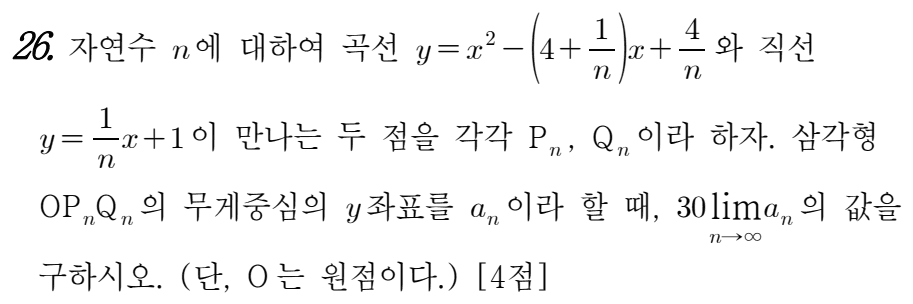 26. 자연수 n에 대하여 곡선 y=x²-(4+1/n)x+4/n 와 직선
y=1/n x+1이 만나는 두 점을 각각 Pₙ, Qₙ이라 하자. 삼각형
OPₙQₙ의 무게중심의 y좌표를 aₙ이라 할 때, 30 lim n→∞ aₙ의 값을
구하시오. (단, O는 원점이다.) [4점]